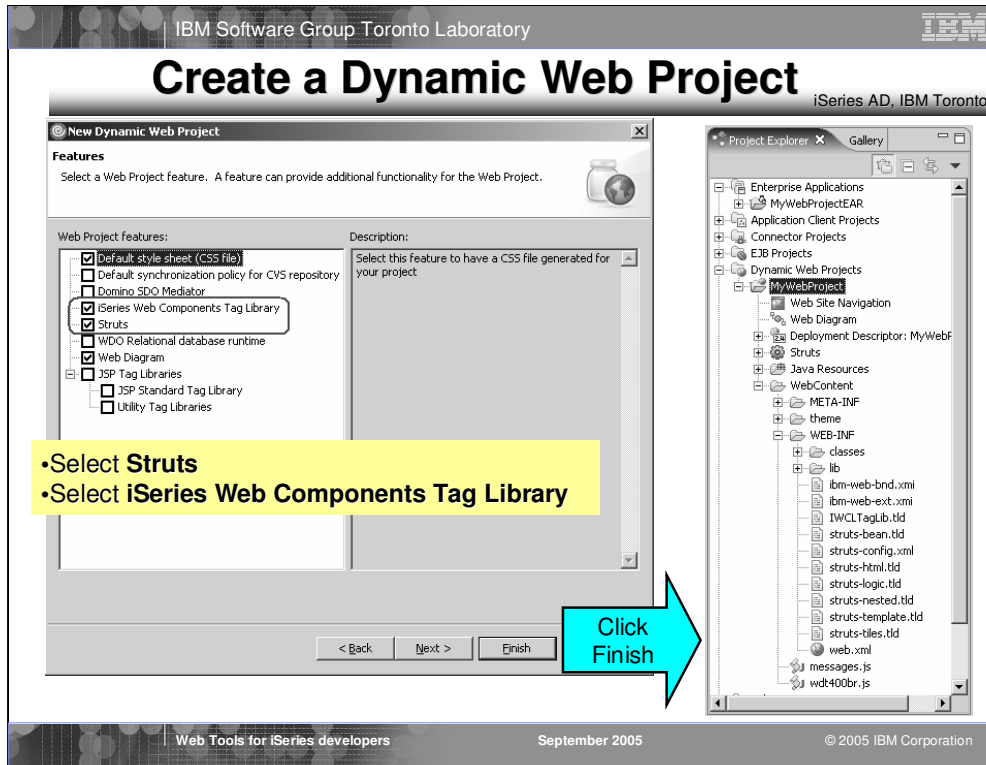 IBM Software Group Toronto Laboratory
IBM
Create a Dynamic Web Project
iSeries AD, IBM Toronto
New Dynamic Web Project
Features
Select a Web Project feature. A feature can provide additional functionality for the Web Project.
Web Project features:
Default style sheet (CSS file)
Default synchronization policy for CVS repository
Domino SDO Mediator
iSeries Web Components Tag Library
Struts
WDO Relational database runtime
Web Diagram
JSP Tag Libraries
JSP Standard Tag Library
Utility Tag Libraries
Description:
Select this feature to have a CSS file generated for
your project
•Select Struts
•Select iSeries Web Components Tag Library
< Back
Next >
Finish
Click
Finish
Project Explorer
Gallery
Enterprise Applications
MyWebProjectEAR
Application Client Projects
Connector Projects
EJB Projects
Dynamic Web Projects
MyWebProject
Web Site Navigation
Web Diagram
Deployment Descriptor: MyWebP
Struts
Java Resources
WebContent
META-INF
theme
WEB-INF
classes
lib
ibm-web-bnd.xmi
ibm-web-ext.xmi
IWCLTagLib.tld
struts-bean.tld
struts-config.xml
struts-html.tld
struts-logic.tld
struts-nested.tld
struts-template.tld
struts-tiles.tld
web.xml
messages.js
wdt400br.js
Web Tools for iSeries developers
September 2005
© 2005 IBM Corporation